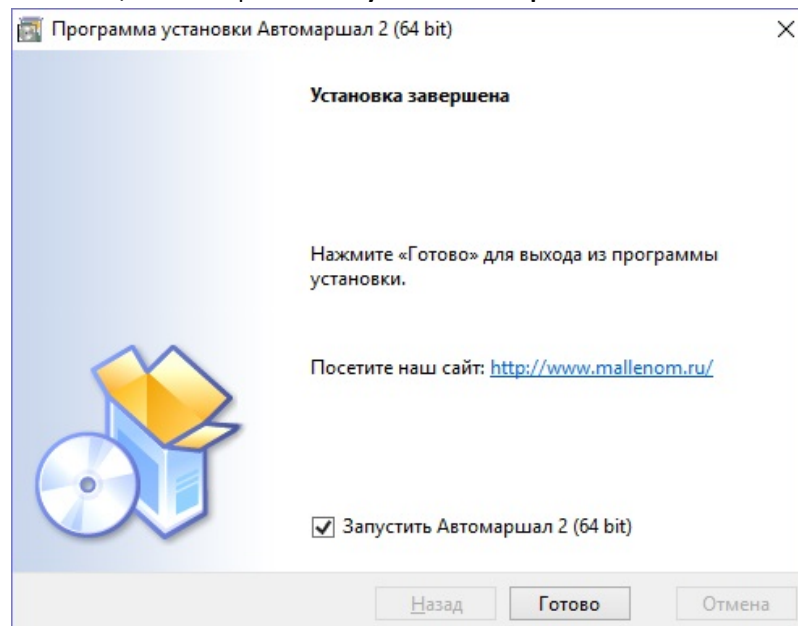 Программа установки Автомаршал 2 (64 bit)
Установка завершена
Нажмите «Готово» для выхода из программы
установки.
Посетите наш сайт: http://www.mallenom.ru/
Запустить Автомаршал 2 (64 bit)
Назад Готово Отмена